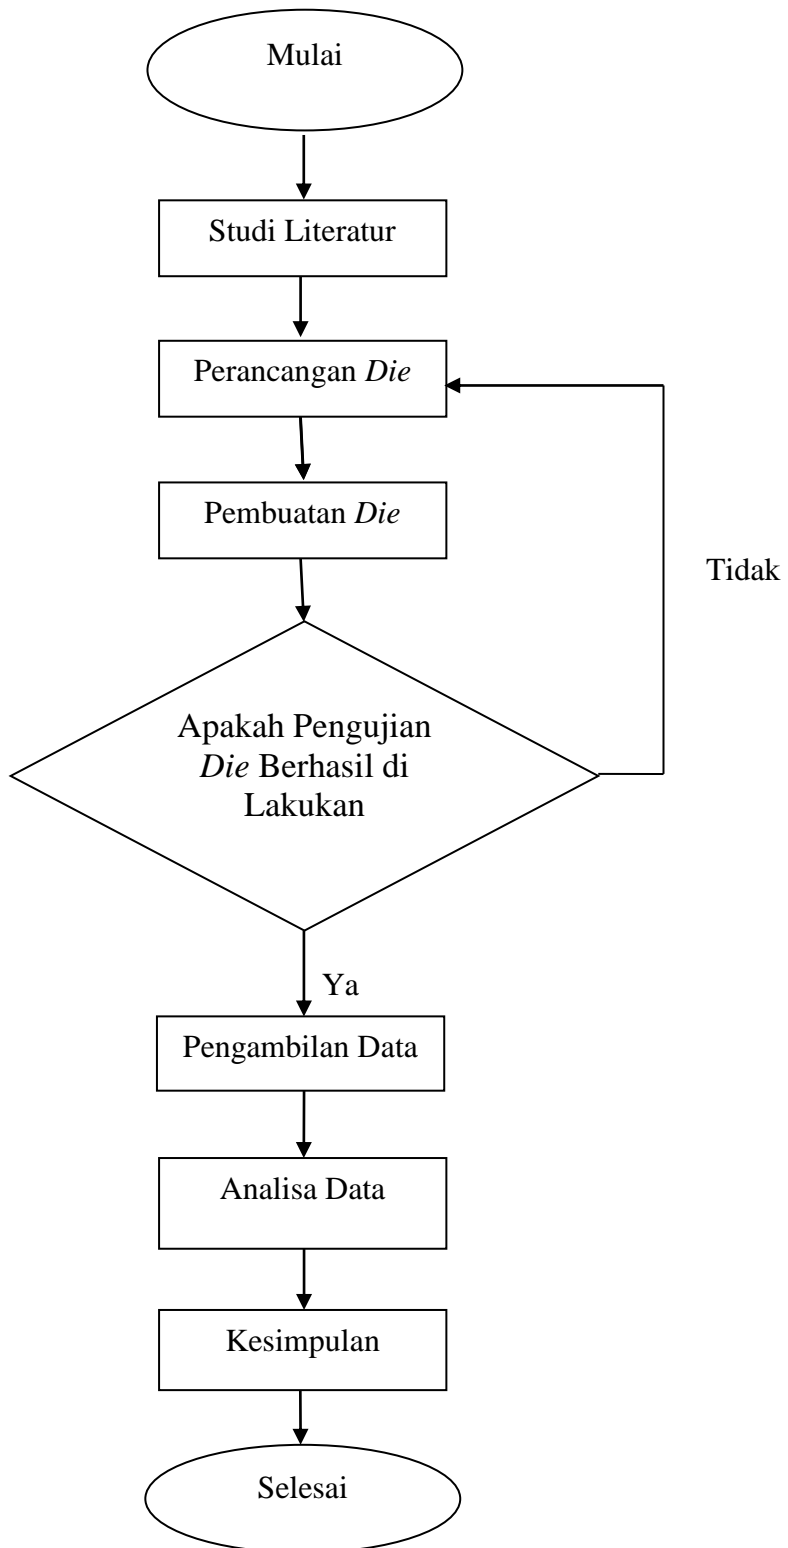 Mulai
Studi Literatur
Perancangan Die
Pembuatan Die
Tidak
Apakah Pengujian
Die Berhasil di
Lakukan
Ya
Pengambilan Data
Analisa Data
Kesimpulan
Selesai